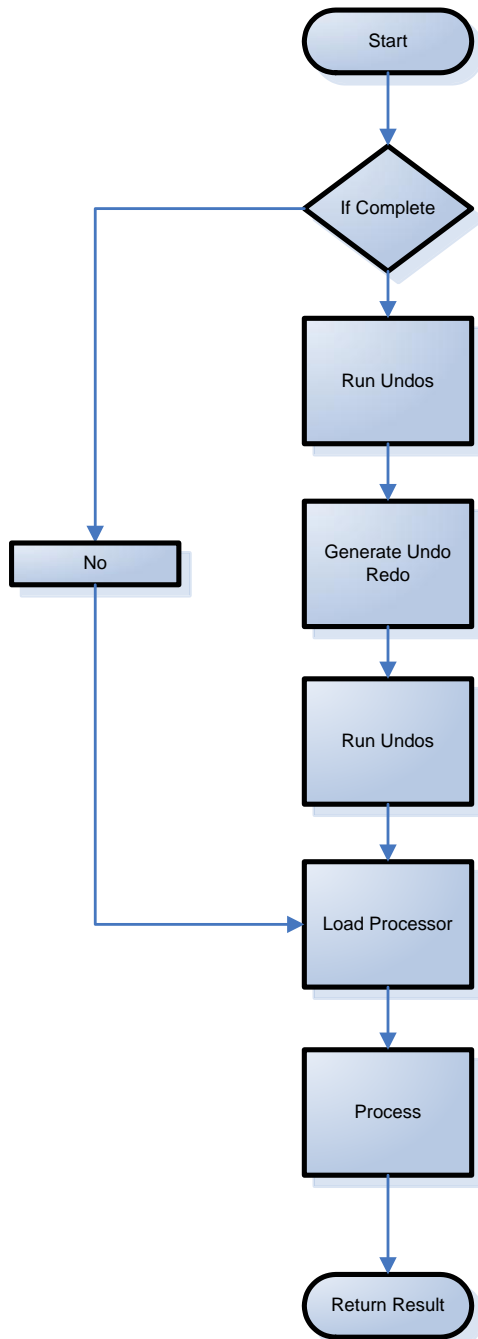 Start
If Complete
Run Undos
No
Generate Undo
Redo
Run Undos
Load Processor
Process
Return Result